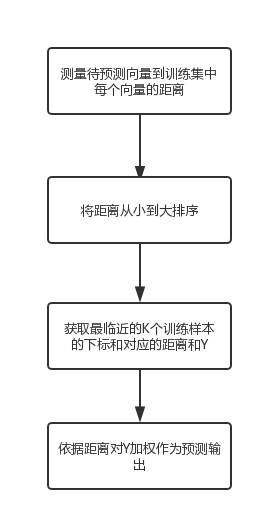 测量待预测向量到训练集中
每个向量的距离
将距离从小到大排序
获取最临近的K个训练样本
的下标和对应的距离和Y
依据距离对Y加权作为预测输
出